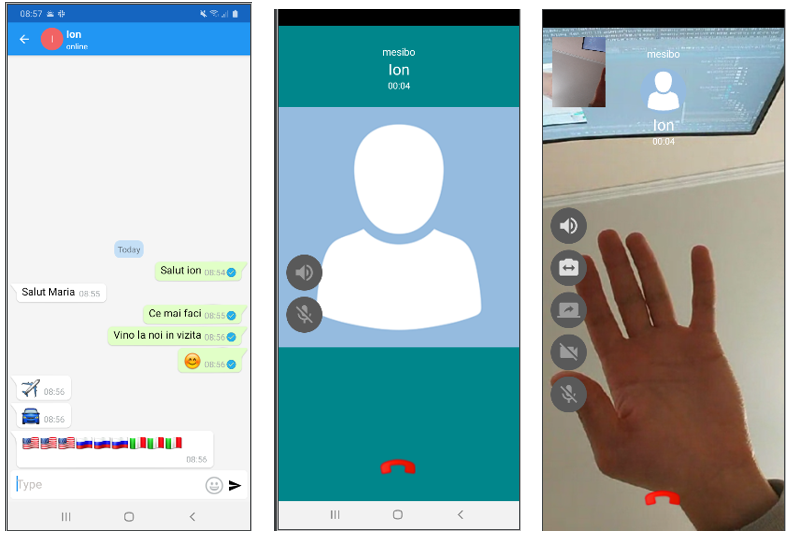 08:57
I
Ion
online
Today
Salut ion 08:54
Salut Maria 08:55
Ce mai faci 08:55
Vino la noi in vizita 08:56
08:56
08:56
08:56
08:56
Type
mesibo
Ion
00:04
mesibo
Ion
00:04